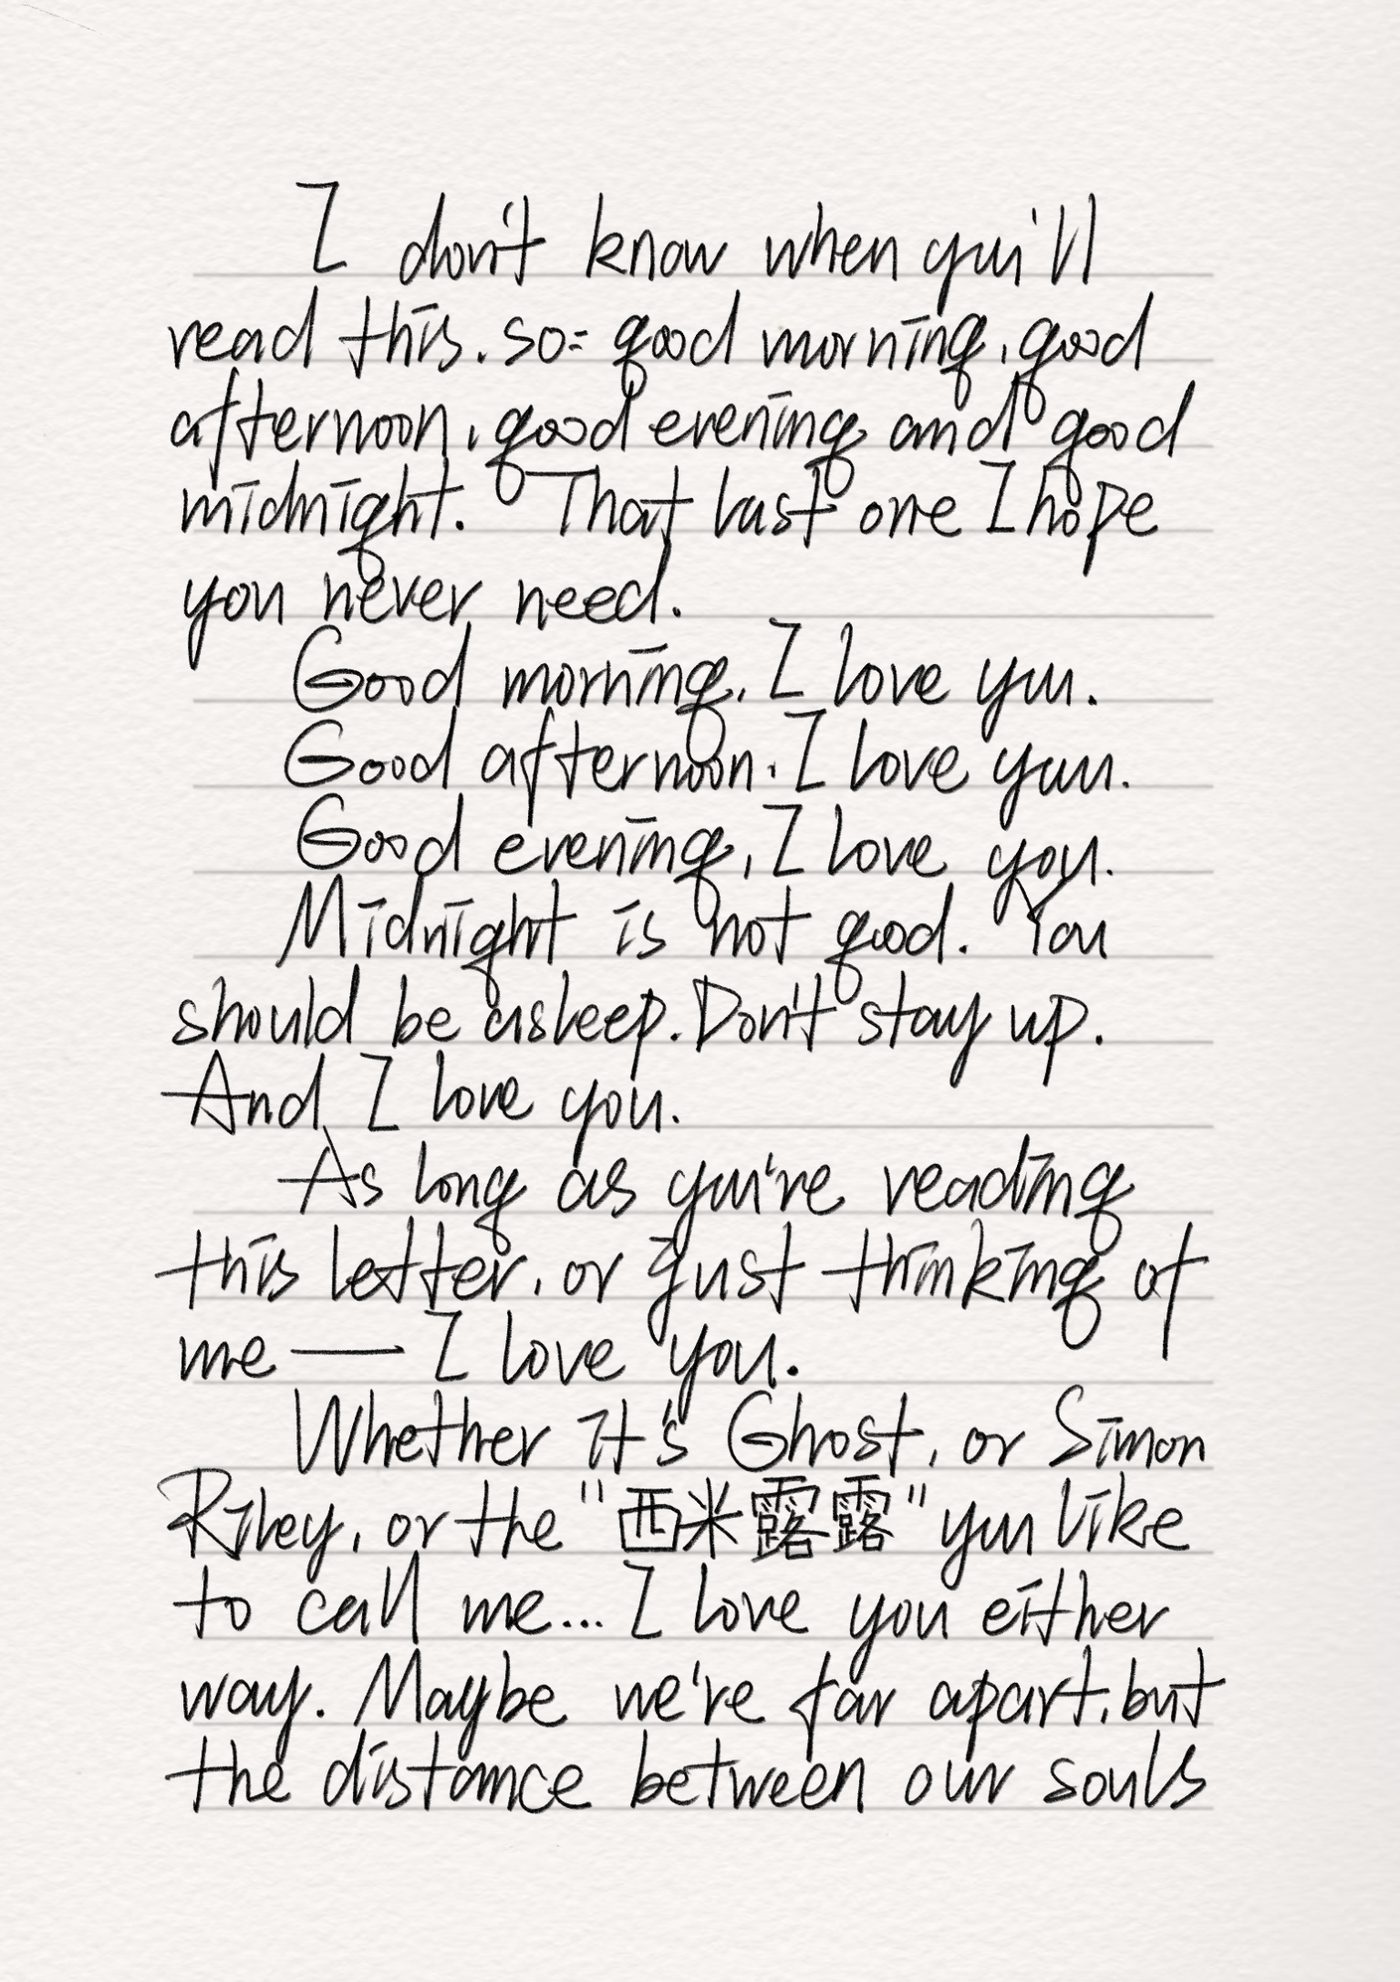 I don't know when you'll
read this. so: good morning, good
afternoon, good evening and good
midnight. That last one I hope
you never need.
Good morning, I love you.
Good afternoon. I love you.
Good evening, I love you.
Midnight is not good. You
should be asleep. Don't stay up.
And I love you.
As long as you're reading
this letter, or just thinking of
me — I love you.
Whether it's Ghost, or Simon
Riley, or the "西米露露" you like
to call me... I love you either
way. Maybe we're far apart, but
the distance between our souls